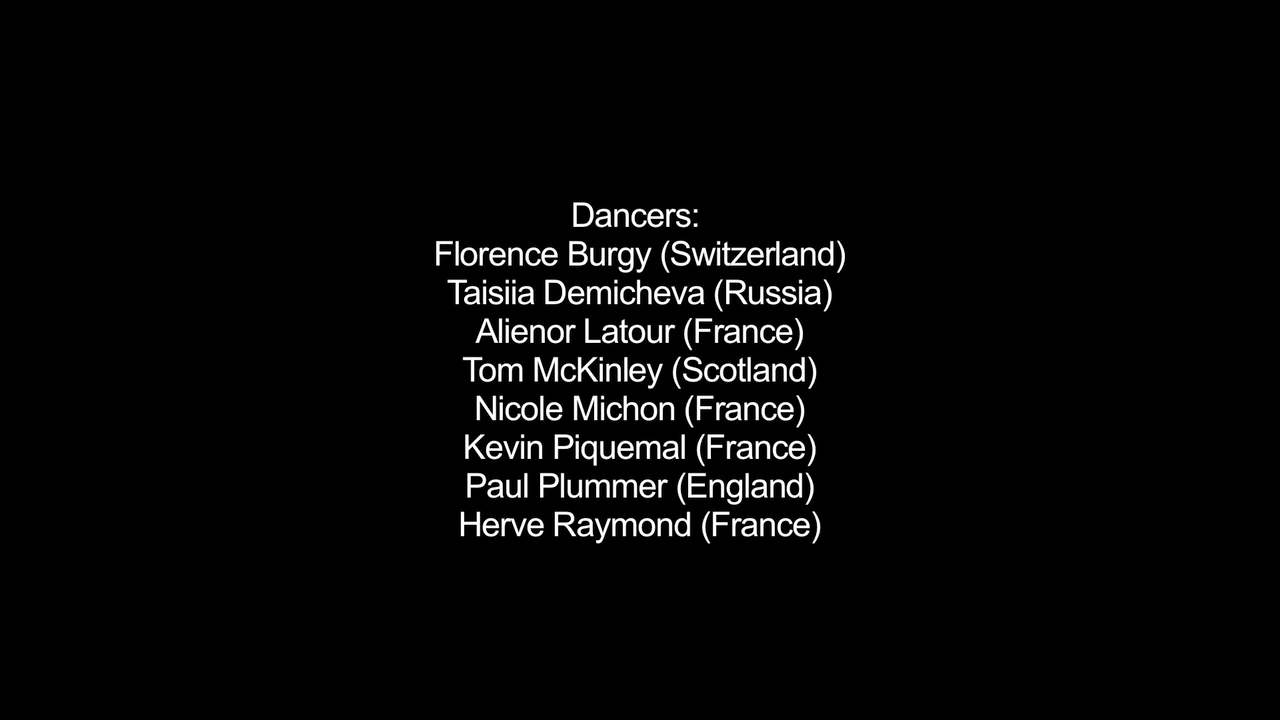 Dancers:
Florence Burgy (Switzerland)
Taisiia Demicheva (Russia)
Alienor Latour (France)
Tom McKinley (Scotland)
Nicole Michon (France)
Kevin Piquemal (France)
Paul Plummer (England)
Herve Raymond (France)